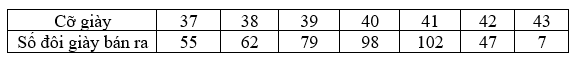 Cỡ giày 37 38 39 40 41 42 43
Số đôi giày bán ra 55 62 79 98 102 47 7